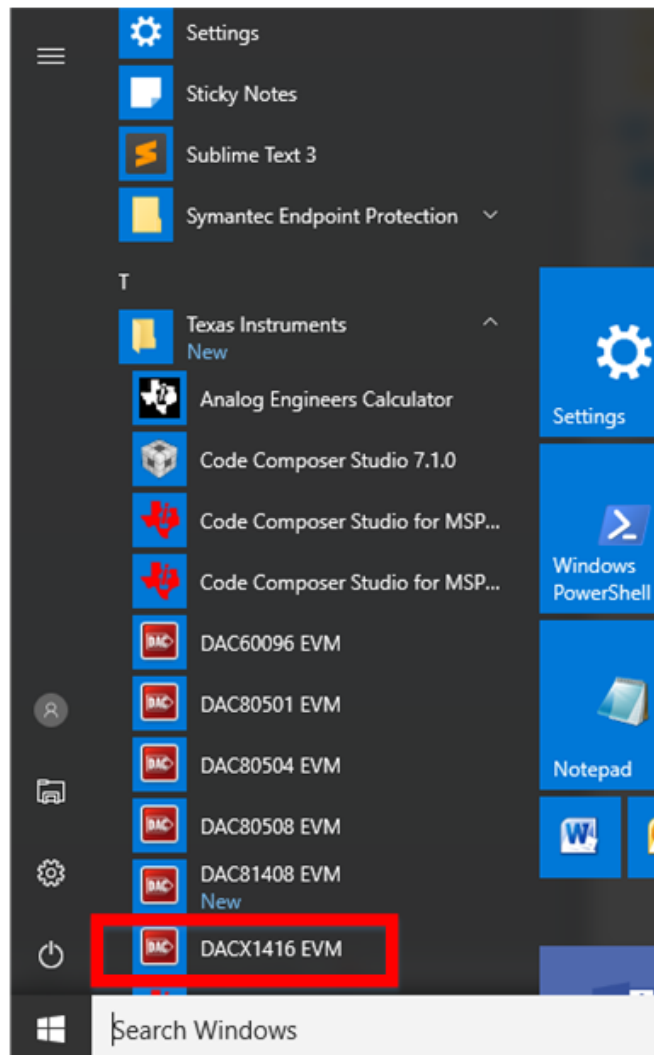 Settings
Sticky Notes
Sublime Text 3
Symantec Endpoint Protection
T
Texas Instruments
New
Analog Engineers Calculator
Code Composer Studio 7.1.0
Code Composer Studio for MSP...
Code Composer Studio for MSP...
DAC60096 EVM
DAC80501 EVM
DAC80504 EVM
DAC80508 EVM
DAC81408 EVM
New
DACX1416 EVM
Search Windows
Settings
Windows
PowerShell
Notepad